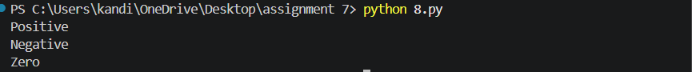 PS C:\Users\kandi\OneDrive\Desktop\assignment 7> python 8.py
Positive
Negative
Zero